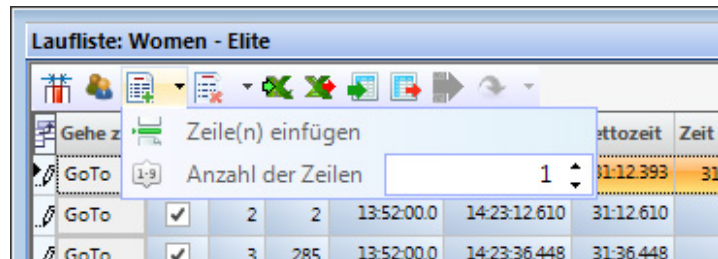 Laufliste: Women - Elite
Zeile(n) einfügen
Gehe z ettozeit Zeit
1-9 Anzahl der Zeilen 1
GoTo 31:12.393 31
GoTo 2 2 13:52:00.0 14:23:12.610 31:12.610
GoTo 3 285 13:52:00.0 14:23:36.448 31:36.448